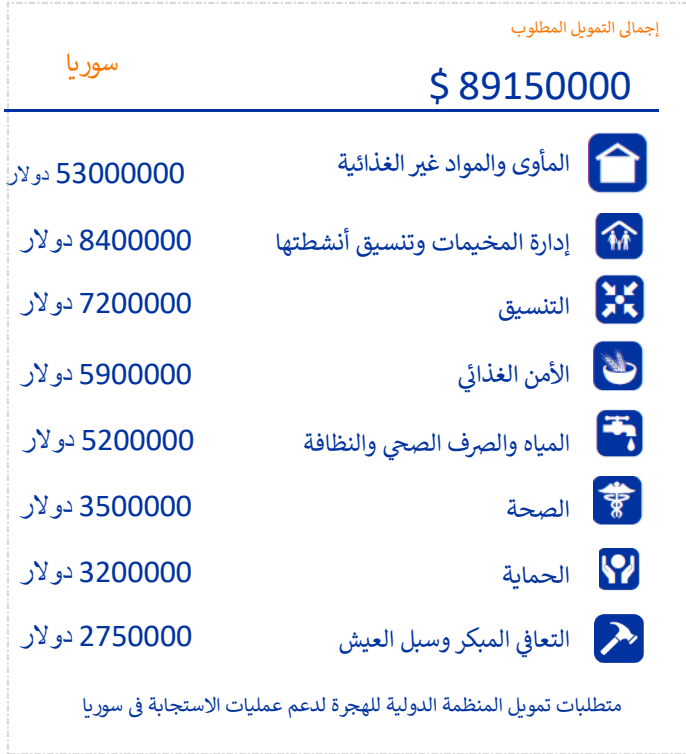 إجمالى التمويل المطلوب
سوريا
89150000 $
المأوى والمواد غير الغذائية 53000000 دولار
إدارة المخيمات وتنسيق أنشطتها 8400000 دولار
التنسيق 7200000 دولار
الأمن الغذائي 5900000 دولار
المياه والصرف الصحي والنظافة 5200000 دولار
الصحة 3500000 دولار
الحماية 3200000 دولار
التعافي المبكر وسبل العيش 2750000 دولار
متطلبات تمويل المنظمة الدولية للهجرة لدعم عمليات الاستجابة فى سوريا